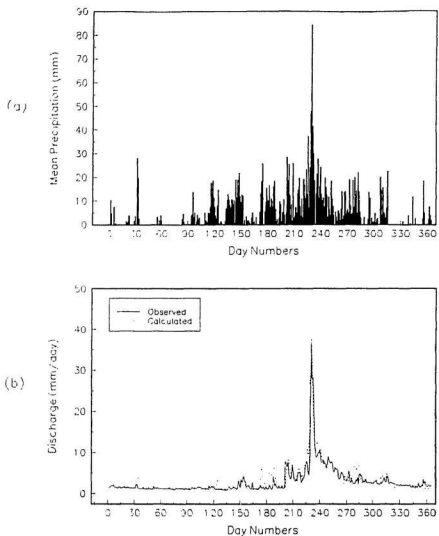 (a)
Mean Precipitation (mm)
90
80
70
60
50
40
30
20
10
0
0 30 60 90 120 150 180 210 240 270 300 330 360
Day Numbers
(b)
Discharge (mm/day)
50
40
30
20
10
0
Observed
Calculated
0 30 60 90 120 150 180 210 240 270 300 330 360
Day Numbers